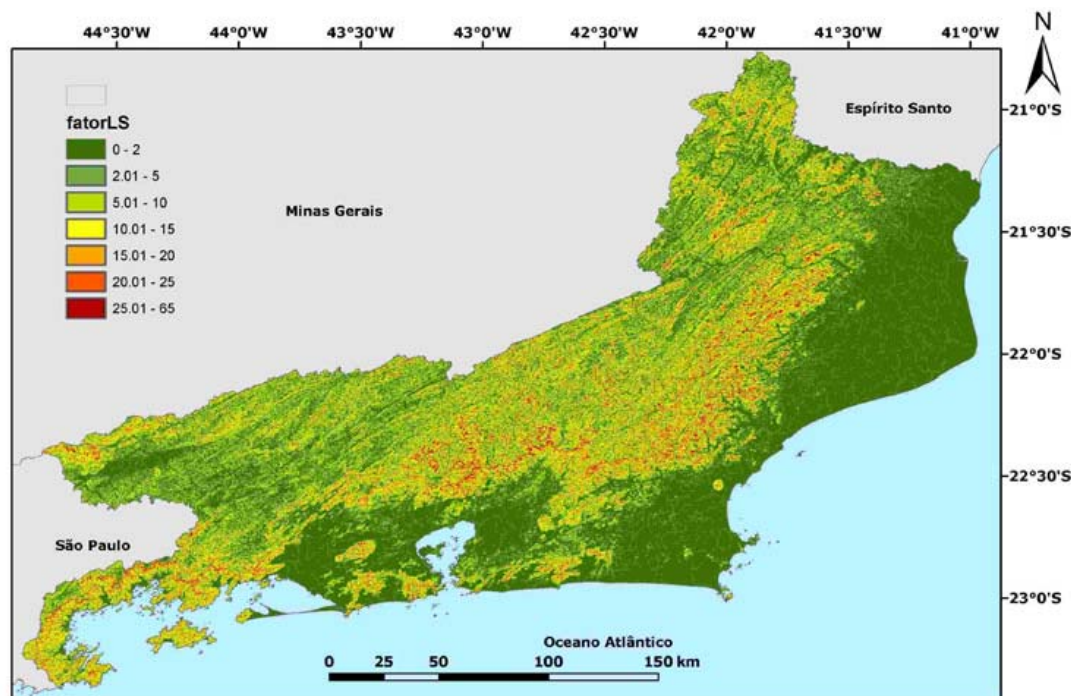 44°30'W 44°0'W 43°30'W 43°0'W 42°30'W 42°0'W 41°30'W 41°0'W
N
21°0'S
21°30'S
22°0'S
22°30'S
23°0'S
fatorLS
0 - 2
2.01 - 5
5.01 - 10
10.01 - 15
15.01 - 20
20.01 - 25
25.01 - 65
Espírito Santo
Minas Gerais
São Paulo
Oceano Atlântico
0 25 50 100 150 km